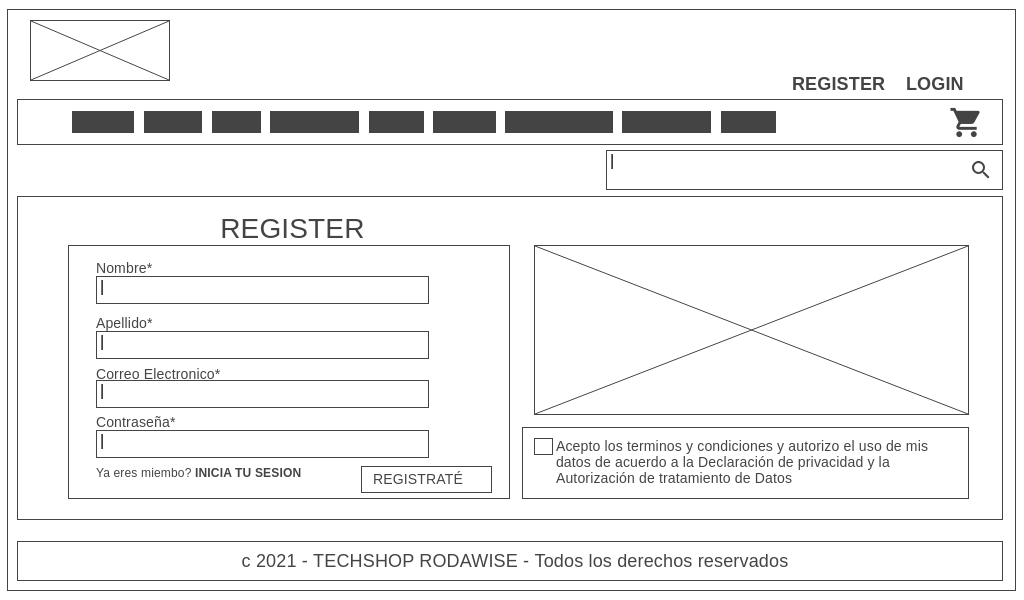 REGISTER LOGIN
REGISTER
Nombre*
Apellido*
Correo Electronico*
Contraseña*
Ya eres miembo? INICIA TU SESION
REGISTRATÉ
Acepto los terminos y condiciones y autorizo el uso de mis
datos de acuerdo a la Declaración de privacidad y la
Autorización de tratamiento de Datos
c 2021 - TECHSHOP RODAWISE - Todos los derechos reservados